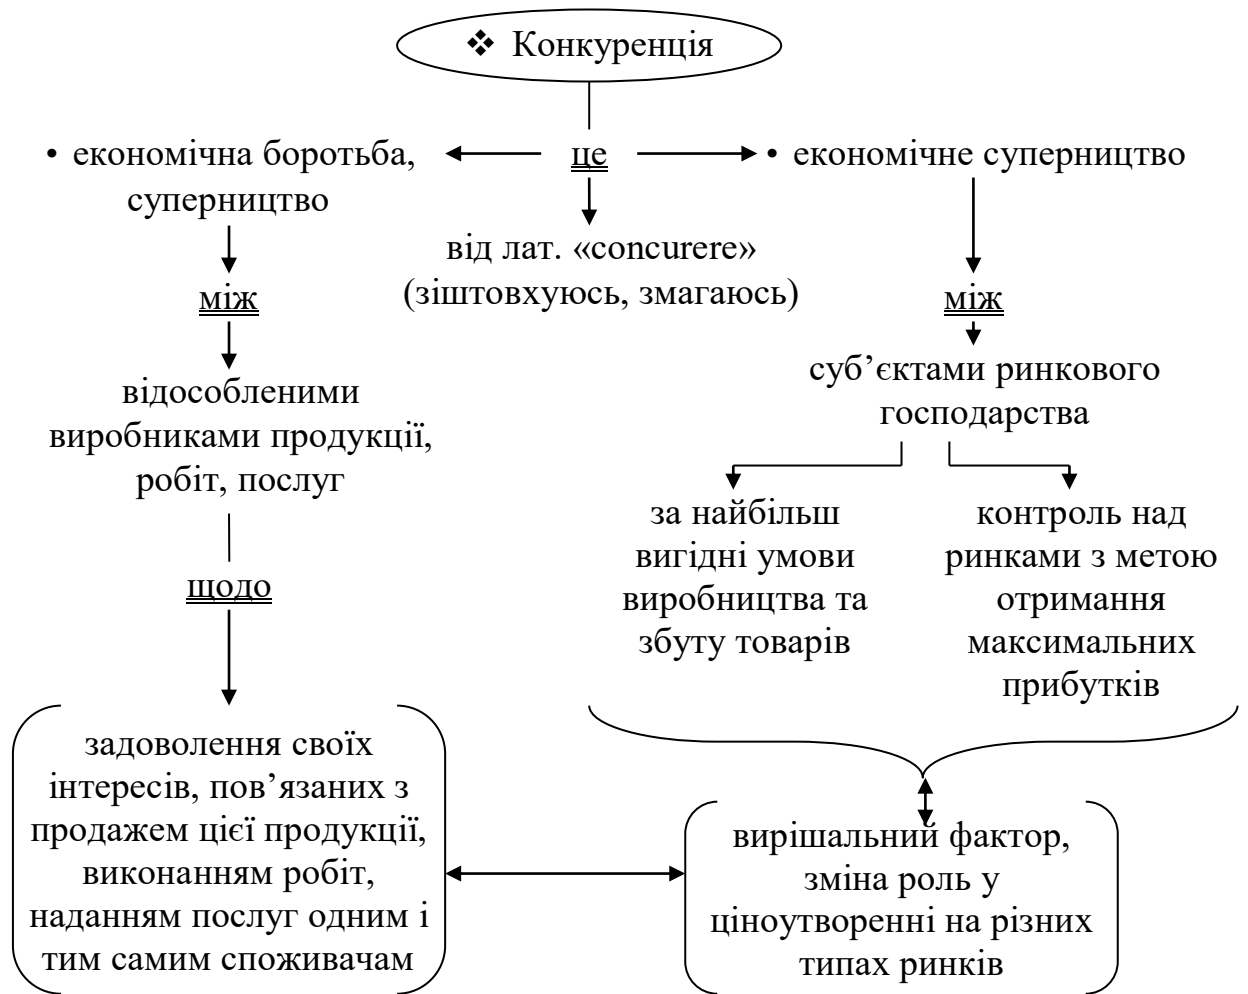 ❖ Конкуренція
• економічна боротьба,
суперництво
це
• економічне суперництво
від лат. «concurere»
(зіштовхуюсь, змагаюсь)
між
відособленими
виробниками продукції,
робіт, послуг
щодо
задоволення своїх
інтересів, пов’язаних з
продажем цієї продукції,
виконанням робіт,
наданням послуг одним і
тим самим споживачам
між
суб’єктами ринкового
господарства
за найбільш
вигідні умови
виробництва та
збуту товарів
контроль над
ринками з метою
отримання
максимальних
прибутків
вирішальний фактор,
зміна роль у
ціноутворенні на різних
типах ринків